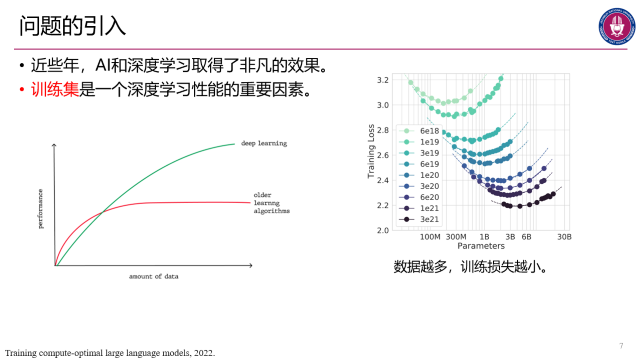 问题的引入
• 近些年，AI和深度学习取得了非凡的效果。
• 训练集是一个深度学习性能的重要因素。
deep learning
older
learnng
algorithms
performance
amount of data
3.2
3.0
2.8
2.6
2.4
2.2
2.0
Training Loss
6e18
1e19
3e19
6e19
1e20
3e20
6e20
1e21
3e21
100M 300M 1B 3B 6B 30B
Parameters
数据越多，训练损失越小。
Training compute-optimal large language models, 2022.
7